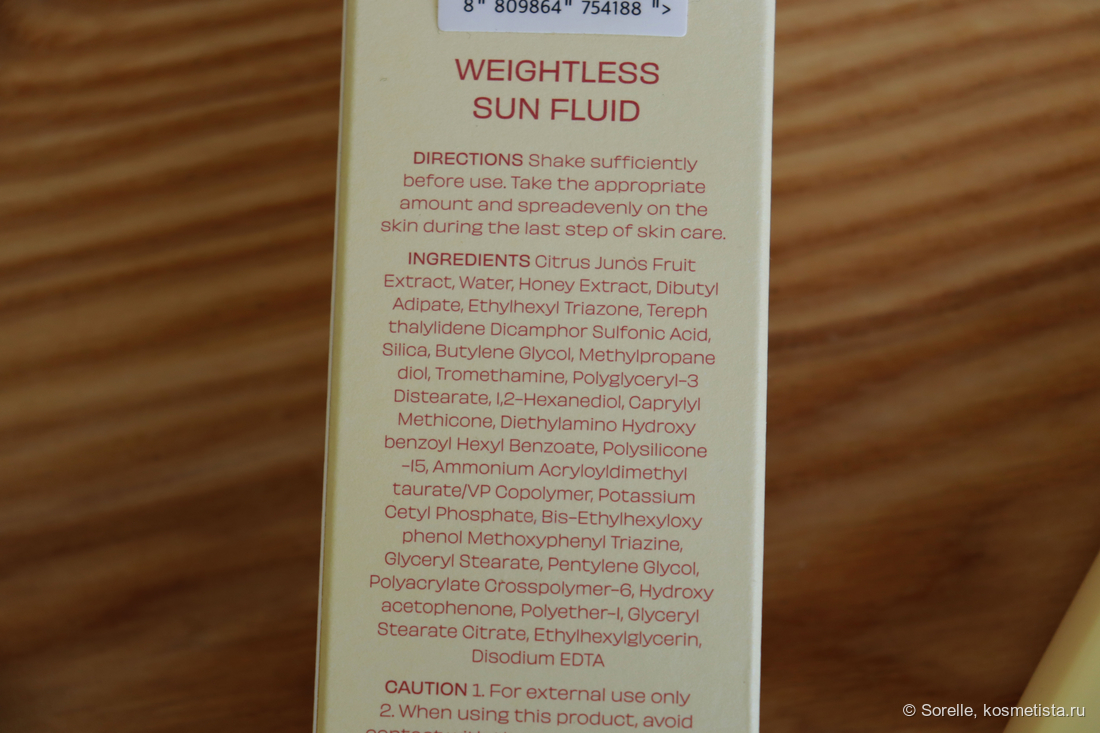 8" 809864" 754188 ">
WEIGHTLESS
SUN FLUID
DIRECTIONS Shake sufficiently
before use. Take the appropriate
amount and spreadevenly on the
skin during the last step of skin care.
INGREDIENTS Citrus Junos Fruit
Extract, Water, Honey Extract, Dibutyl
Adipate, Ethylhexyl Triazone, Tereph
thalylidene Dicamphor Sulfonic Acid,
Silica, Butylene Glycol, Methylpropane
diol, Tromethamine, Polyglyceryl-3
Distearate, 1,2-Hexanediol, Caprylyl
Methicone, Diethylamino Hydroxy
benzoyl Hexyl Benzoate, Polysilicone
-15, Ammonium Acryloyldimethyl
taurate/VP Copolymer, Potassium
Cetyl Phosphate, Bis-Ethylhexyloxy
phenol Methoxyphenyl Triazine,
Glyceryl Stearate, Pentylene Glycol,
Polyacrylate Crosspolymer-6, Hydroxy
acetophenone, Polyether-1, Glyceryl
Stearate Citrate, Ethylhexylglycerin,
Disodium EDTA
CAUTION 1. For external use only
2. When using this product, avoid
© Sorelle, kosmetista.ru